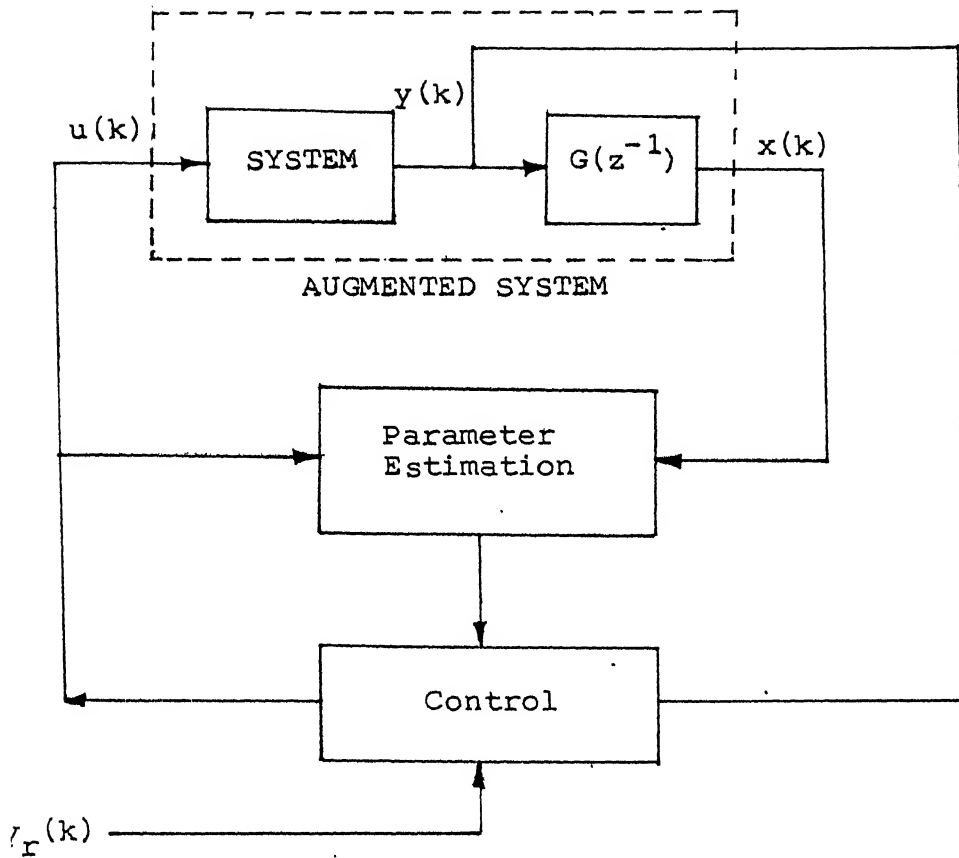 y(k)
u(k)
SYSTEM
G(z⁻¹)
x(k)
AUGMENTED SYSTEM
Parameter
Estimation
Control
r(k)